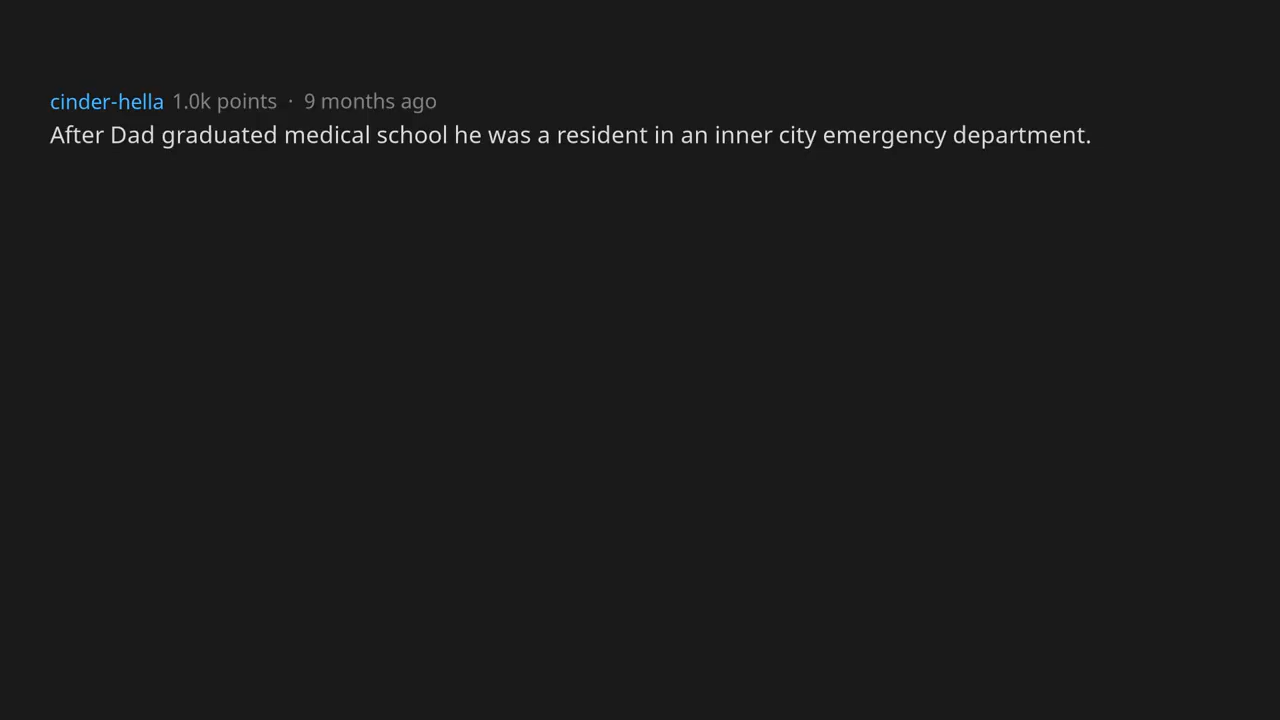 cinder-hella 1.0k points · 9 months ago
After Dad graduated medical school he was a resident in an inner city emergency department.